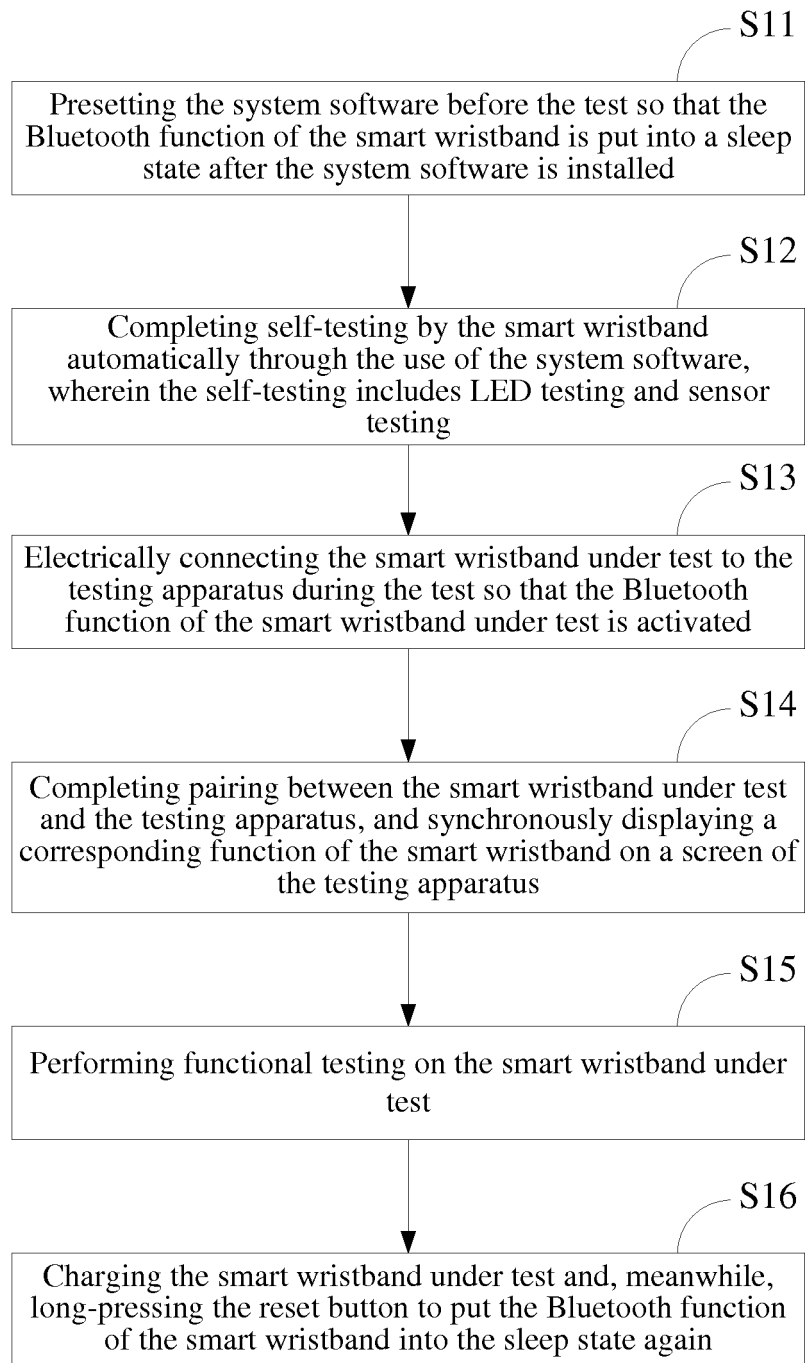 S11
Presetting the system software before the test so that the
Bluetooth function of the smart wristband is put into a sleep
state after the system software is installed
S12
Completing self-testing by the smart wristband
automatically through the use of the system software,
wherein the self-testing includes LED testing and sensor
testing
S13
Electrically connecting the smart wristband under test to the
testing apparatus during the test so that the Bluetooth
function of the smart wristband under test is activated
S14
Completing pairing between the smart wristband under test
and the testing apparatus, and synchronously displaying a
corresponding function of the smart wristband on a screen of
the testing apparatus
S15
Performing functional testing on the smart wristband under
test
S16
Charging the smart wristband under test and, meanwhile,
long-pressing the reset button to put the Bluetooth function
of the smart wristband into the sleep state again